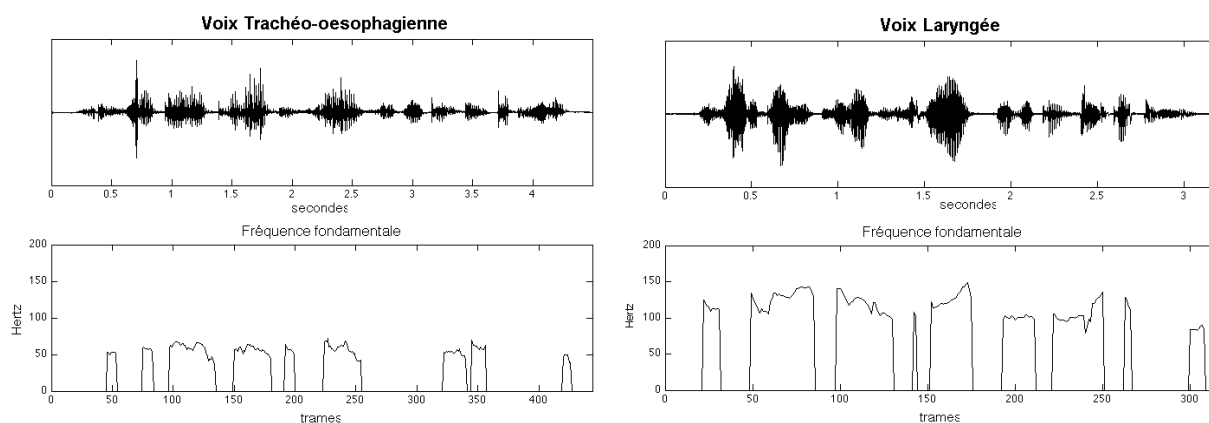 Voix Trachéo-oesophagienne
0 0.5 1 1.5 2 2.5 3 3.5 4
secondes
Fréquence fondamentale
200
150
100
50
0
Hertz
0 50 100 150 200 250 300 350 400
trames
Voix Laryngée
0 0.5 1 1.5 2 2.5 3
secondes
Fréquence fondamentale
200
150
100
50
0
Hertz
0 50 100 150 200 250 300
trames